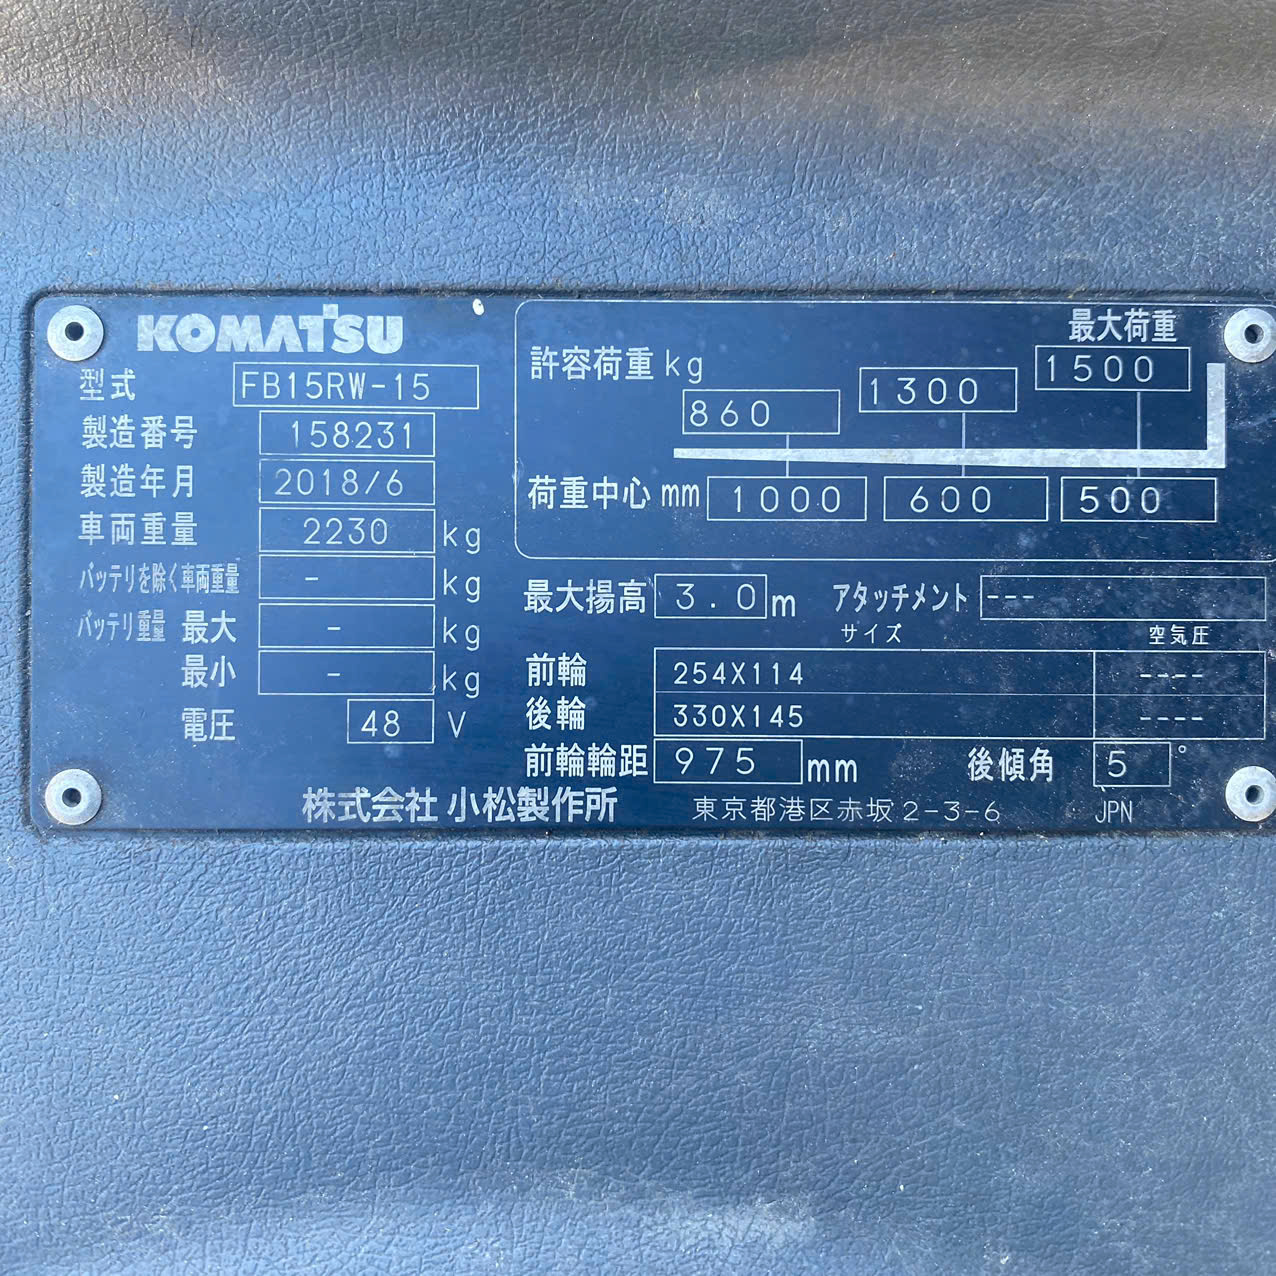 KOMATSU
型式 FB15RW-15
製造番号 158231
製造年月 2018/6
車両重量 2230 kg
バッテリを除く車両重量 - kg
バッテリ重量 最大 - kg
最小 - kg
電圧 48 V
最大荷重
許容荷重 kg 860 1300 1500
荷重中心 mm 1000 600 500
最大揚高 3.0 m アタッチメント ---
サイズ 空気圧
前輪 254X114 ----
後輪 330X145 ----
前輪輪距 975 mm 後傾角 5°
株式会社 小松製作所 東京都港区赤坂2-3-6 JPN